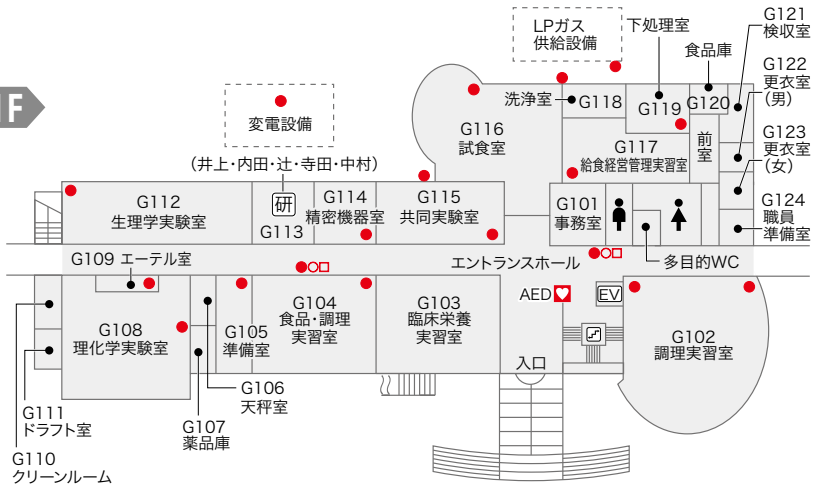 1F
LPガス
供給設備
下処理室
食品庫
G121
検収室
G122
更衣室
(男)
G123
更衣室
(女)
G124
職員
準備室
変電設備
洗浄室
G118
G119
G120
前
室
G116
試食室
G117
給食経営管理実習室
(井上・内田・辻・寺田・中村)
研
G113
G112
生理学実験室
G114
精密機器室
G115
共同実験室
G101
事務室
G109 エーテル室
エントランスホール
多目的WC
AED
EV
G108
理化学実験室
G105
準備室
G104
食品・調理
実習室
G103
臨床栄養
実習室
G102
調理実習室
入口
G106
天秤室
G107
薬品庫
G111
ドラフト室
G110
クリーンルーム